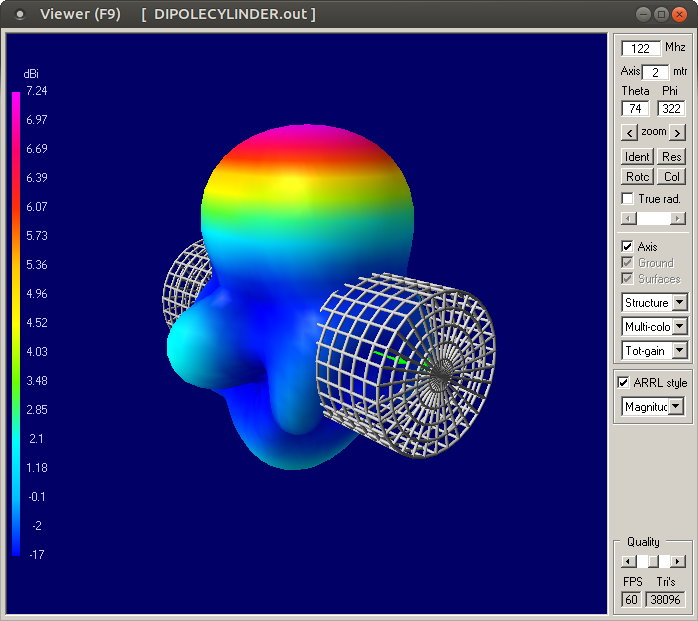 Viewer (F9) [ DIPOLECYLINDER.out ]
dBi
7.24
6.97
6.69
6.39
6.07
5.73
5.36
4.96
4.52
4.03
3.48
2.85
2.1
1.18
-0.1
-2
-17
122 Mhz
Axis 2 mtr
Theta Phi
74 322
< zoom >
Ident Res
Rotc Col
True rad.
Axis
Ground
Surfaces
Structure
Multi-colo
Tot-gain
ARRL style
Magnituc
Quality
FPS Tri's
60 38096